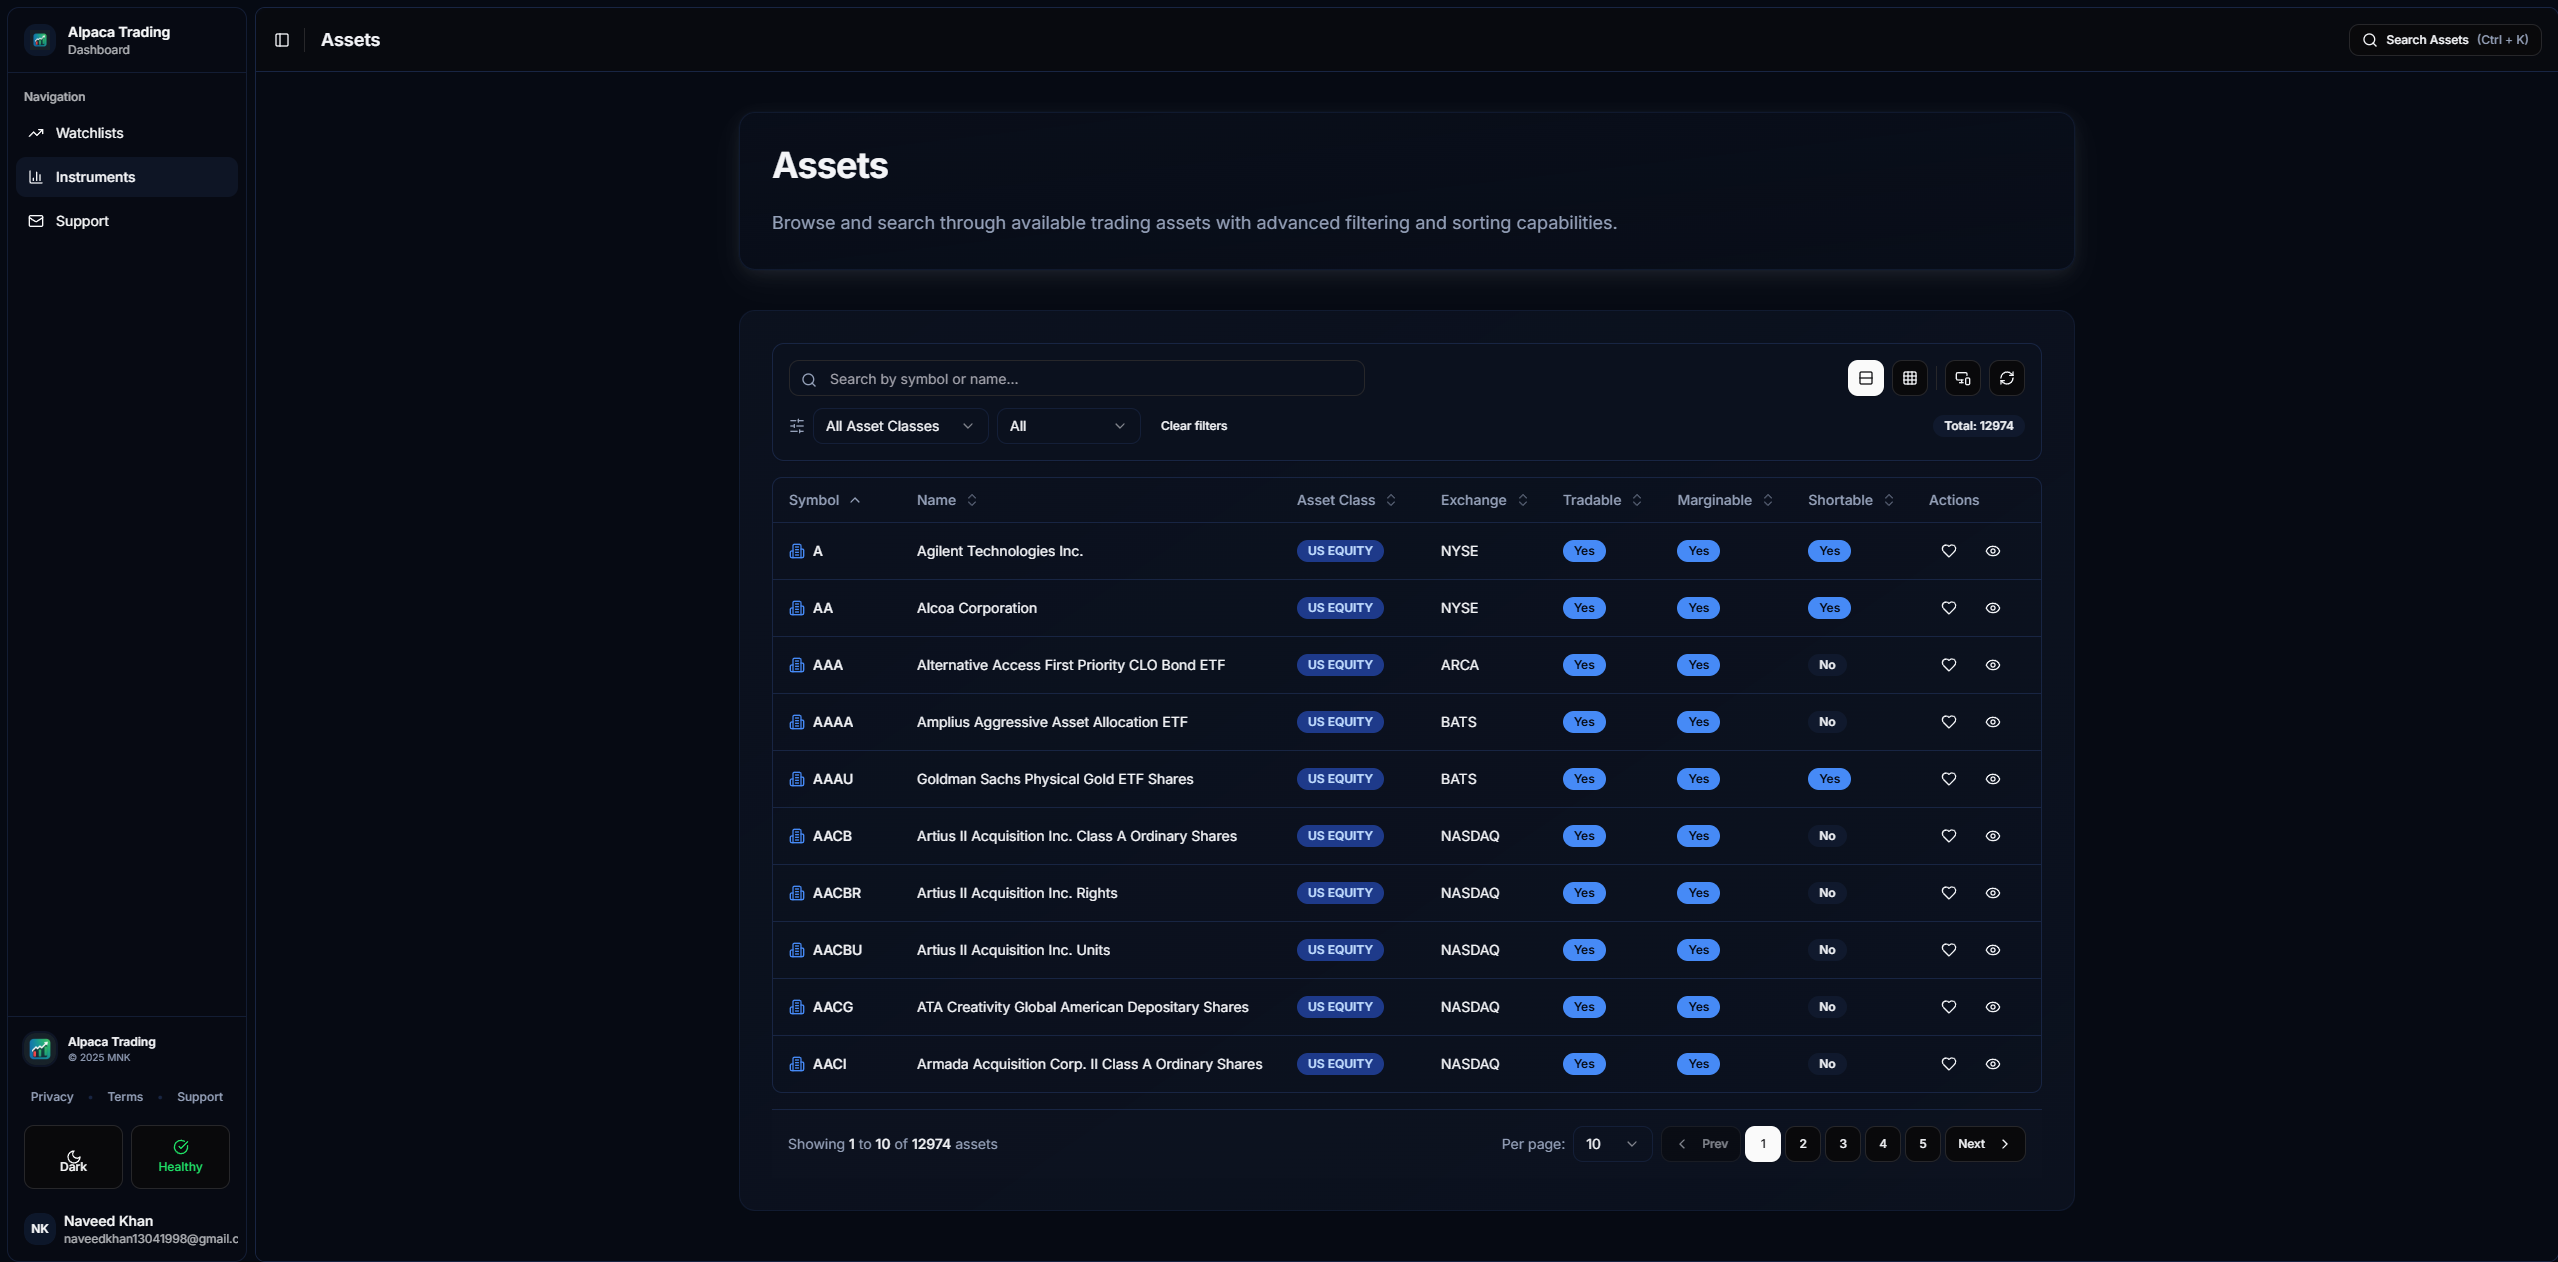 Alpaca Trading
Dashboard
Navigation
Watchlists
Instruments
Support
Assets
Search Assets (Ctrl + K)
Assets
Browse and search through available trading assets with advanced filtering and sorting capabilities.
Search by symbol or name...
All Asset Classes All Clear filters Total: 12974
Symbol Name Asset Class Exchange Tradable Marginable Shortable Actions
A Agilent Technologies Inc. US EQUITY NYSE Yes Yes Yes
AA Alcoa Corporation US EQUITY NYSE Yes Yes Yes
AAA Alternative Access First Priority CLO Bond ETF US EQUITY ARCA Yes Yes No
AAAA Amplius Aggressive Asset Allocation ETF US EQUITY BATS Yes Yes No
AAAU Goldman Sachs Physical Gold ETF Shares US EQUITY BATS Yes Yes Yes
AACB Artius II Acquisition Inc. Class A Ordinary Shares US EQUITY NASDAQ Yes Yes No
AACBR Artius II Acquisition Inc. Rights US EQUITY NASDAQ Yes Yes No
AACBU Artius II Acquisition Inc. Units US EQUITY NASDAQ Yes Yes No
AACG ATA Creativity Global American Depositary Shares US EQUITY NASDAQ Yes Yes No
AACI Armada Acquisition Corp. II Class A Ordinary Shares US EQUITY NASDAQ Yes Yes No
Showing 1 to 10 of 12974 assets Per page: 10 Prev 1 2 3 4 5 Next
Alpaca Trading
© 2025 MNK
Privacy • Terms • Support
Dark Healthy
NK Naveed Khan
naveedkhan13041998@gmail.c